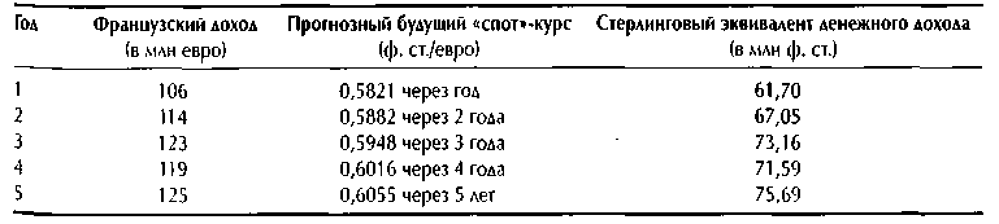 Год Французский доход Прогнозный будущий «спот»-курс Стерлинговый эквивалент денежного дохода
(в млн евро) (ф. ст./евро) (в млн ф. ст.)
1 106 0,5821 через год 61,70
2 114 0,5882 через 2 года 67,05
3 123 0,5948 через 3 года 73,16
4 119 0,6016 через 4 года 71,59
5 125 0,6055 через 5 лет 75,69